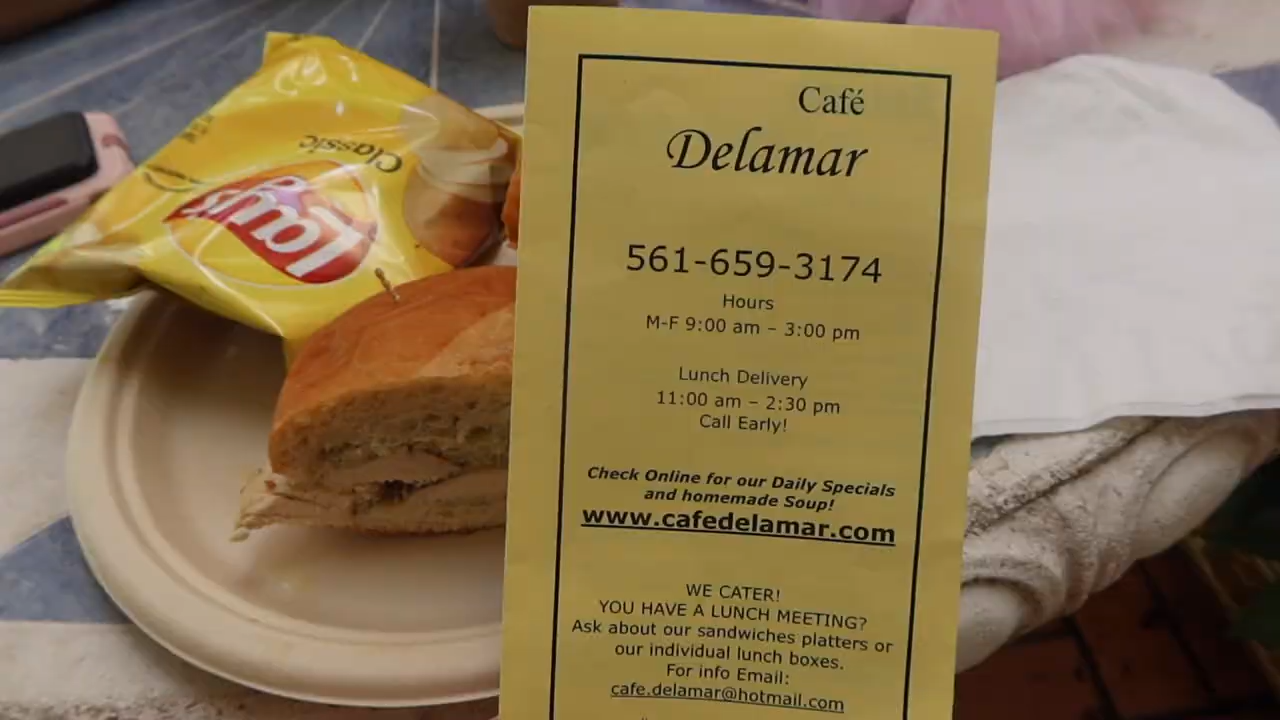 Classic
Lay's
Café
Delamar
561-659-3174
Hours
M-F 9:00 am – 3:00 pm
Lunch Delivery
11:00 am – 2:30 pm
Call Early!
Check Online for our Daily Specials
and homemade Soup!
www.cafedelamar.com
WE CATER!
YOU HAVE A LUNCH MEETING?
Ask about our sandwiches platters or
our individual lunch boxes.
For info Email:
cafe.delamar@hotmail.com